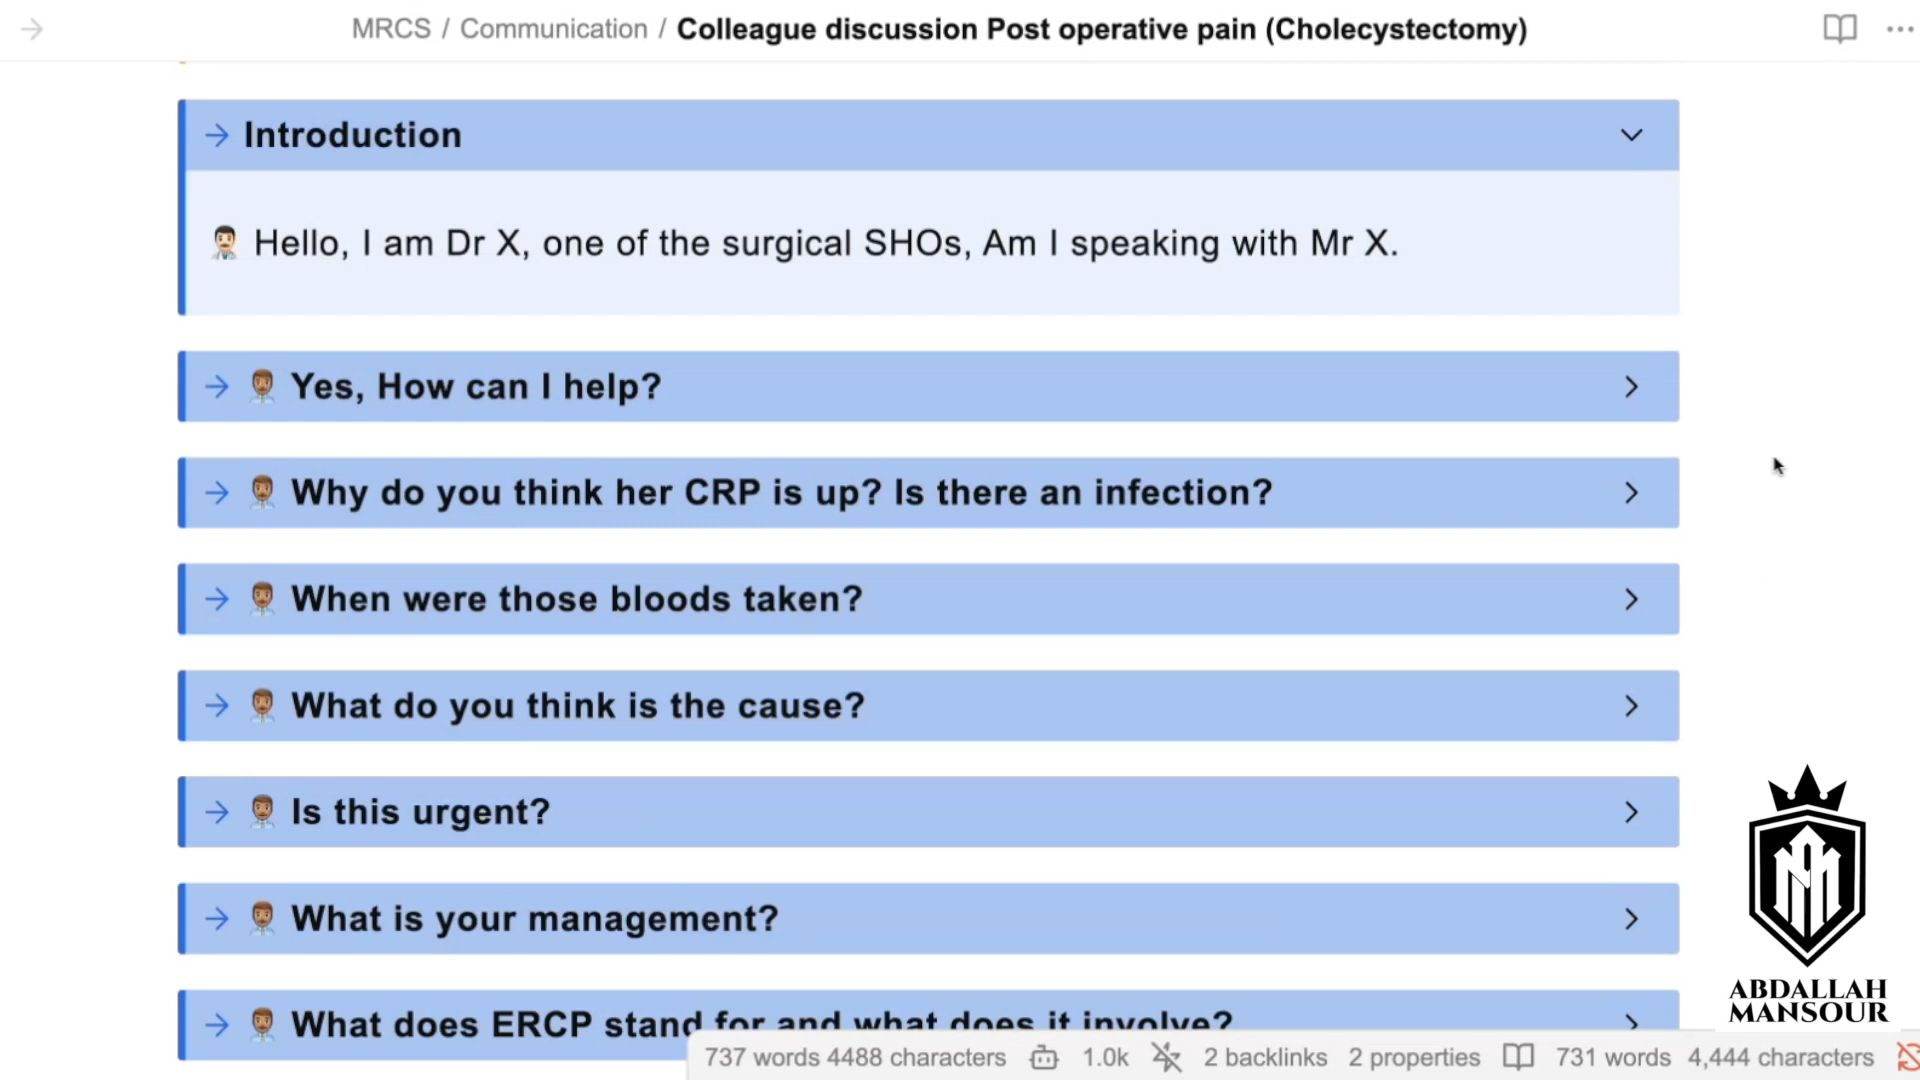 MRCS / Communication / Colleague discussion Post operative pain (Cholecystectomy)
Introduction
Hello, I am Dr X, one of the surgical SHOs, Am I speaking with Mr X.
Yes, How can I help?
Why do you think her CRP is up? Is there an infection?
When were those bloods taken?
What do you think is the cause?
Is this urgent?
What is your management?
What does ERCP stand for and what does it involve?
ABDALLAH
MANSOUR
737 words 4488 characters 1.0k 2 backlinks 2 properties 731 words 4,444 characters